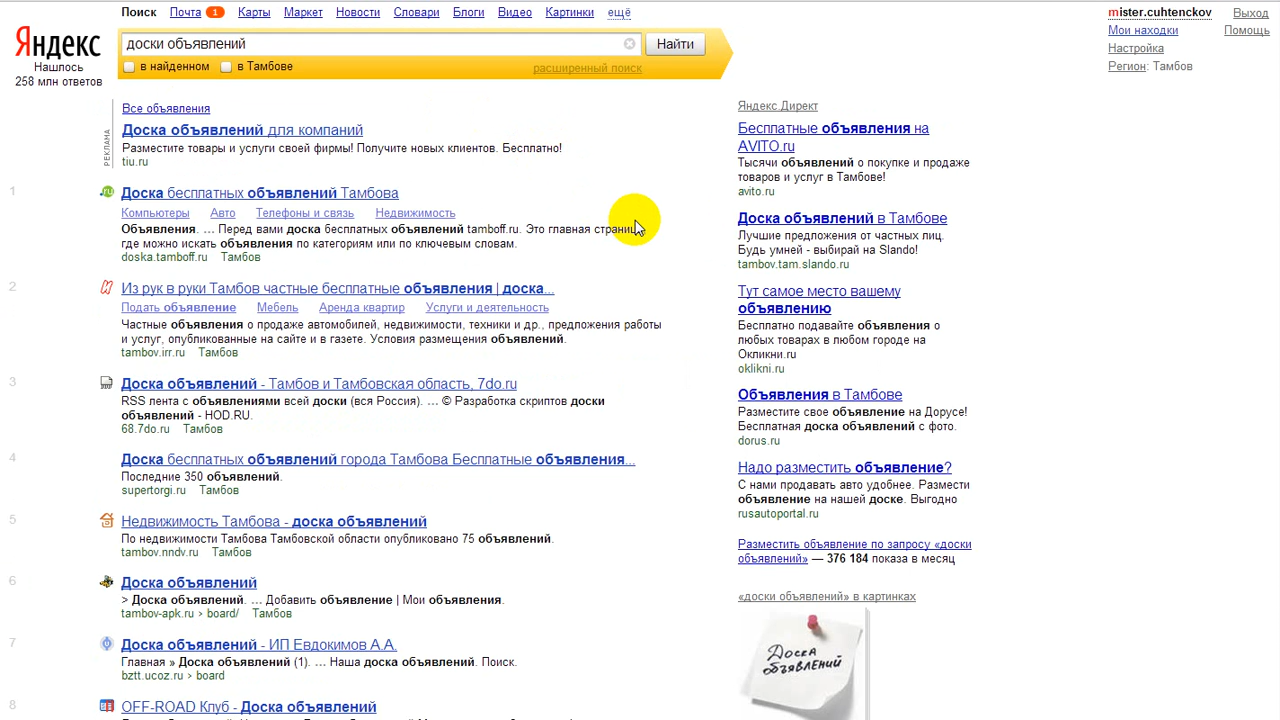 Поиск Почта 1 Карты Маркет Новости Словари Блоги Видео Картинки ещё
mister.cuhtenckov Выход
Мои находки Помощь
Настройка
Регион: Тамбов
Яндекс
Нашлось
258 млн ответов
доски объявлений Найти
в найденном в Тамбове расширенный поиск
РЕКЛАМА
Все объявления
Доска объявлений для компаний
Разместите товары и услуги своей фирмы! Получите новых клиентов. Бесплатно!
tiu.ru
1 Доска бесплатных объявлений Тамбова
Компьютеры Авто Телефоны и связь Недвижимость
Объявления. ... Перед вами доска бесплатных объявлений tamboff.ru. Это главная страница,
где можно искать объявления по категориям или по ключевым словам.
doska.tamboff.ru Тамбов
2 Из рук в руки Тамбов частные бесплатные объявления | доска...
Подать объявление Мебель Аренда квартир Услуги и деятельность
Частные объявления о продаже автомобилей, недвижимости, техники и др., предложения работы
и услуг, опубликованные на сайте и в газете. Условия размещения объявлений.
tambov.irr.ru Тамбов
3 Доска объявлений - Тамбов и Тамбовская область, 7do.ru
RSS лента с объявлениями всей доски (вся Россия). ... © Разработка скриптов доски
объявлений - HOD.RU.
68.7do.ru Тамбов
4 Доска бесплатных объявлений города Тамбова Бесплатные объявления...
Последние 350 объявлений.
supertorgi.ru Тамбов
5 Недвижимость Тамбова - доска объявлений
По недвижимости Тамбова Тамбовской области опубликовано 75 объявлений.
tambov.nndv.ru Тамбов
6 Доска объявлений
> Доска объявлений. ... Добавить объявление | Мои объявления.
tambov-apk.ru › board/ Тамбов
7 Доска объявлений - ИП Евдокимов А.А.
Главная » Доска объявлений (1). ... Наша доска объявлений. Поиск.
bztt.ucoz.ru › board
8 OFF-ROAD Клуб - Доска объявлений
Яндекс.Директ
Бесплатные объявления на
AVITO.ru
Тысячи объявлений о покупке и продаже
товаров и услуг в Тамбове!
avito.ru
Доска объявлений в Тамбове
Лучшие предложения от частных лиц.
Будь умней - выбирай на Slando!
tambov.tam.slando.ru
Тут самое место вашему
объявлению
Бесплатно подавайте объявления о
любых товарах в любом городе на
Окликни.ru
oklikni.ru
Объявления в Тамбове
Разместите свое объявление на Дорусе!
Бесплатная доска объявлений с фото.
dorus.ru
Надо разместить объявление?
С нами продавать авто удобнее. Размести
объявление на нашей доске. Выгодно
rusautoportal.ru
Разместить объявление по запросу «доски
объявлений» — 376 184 показа в месяц
«доски объявлений» в картинках
Доска
объявлений